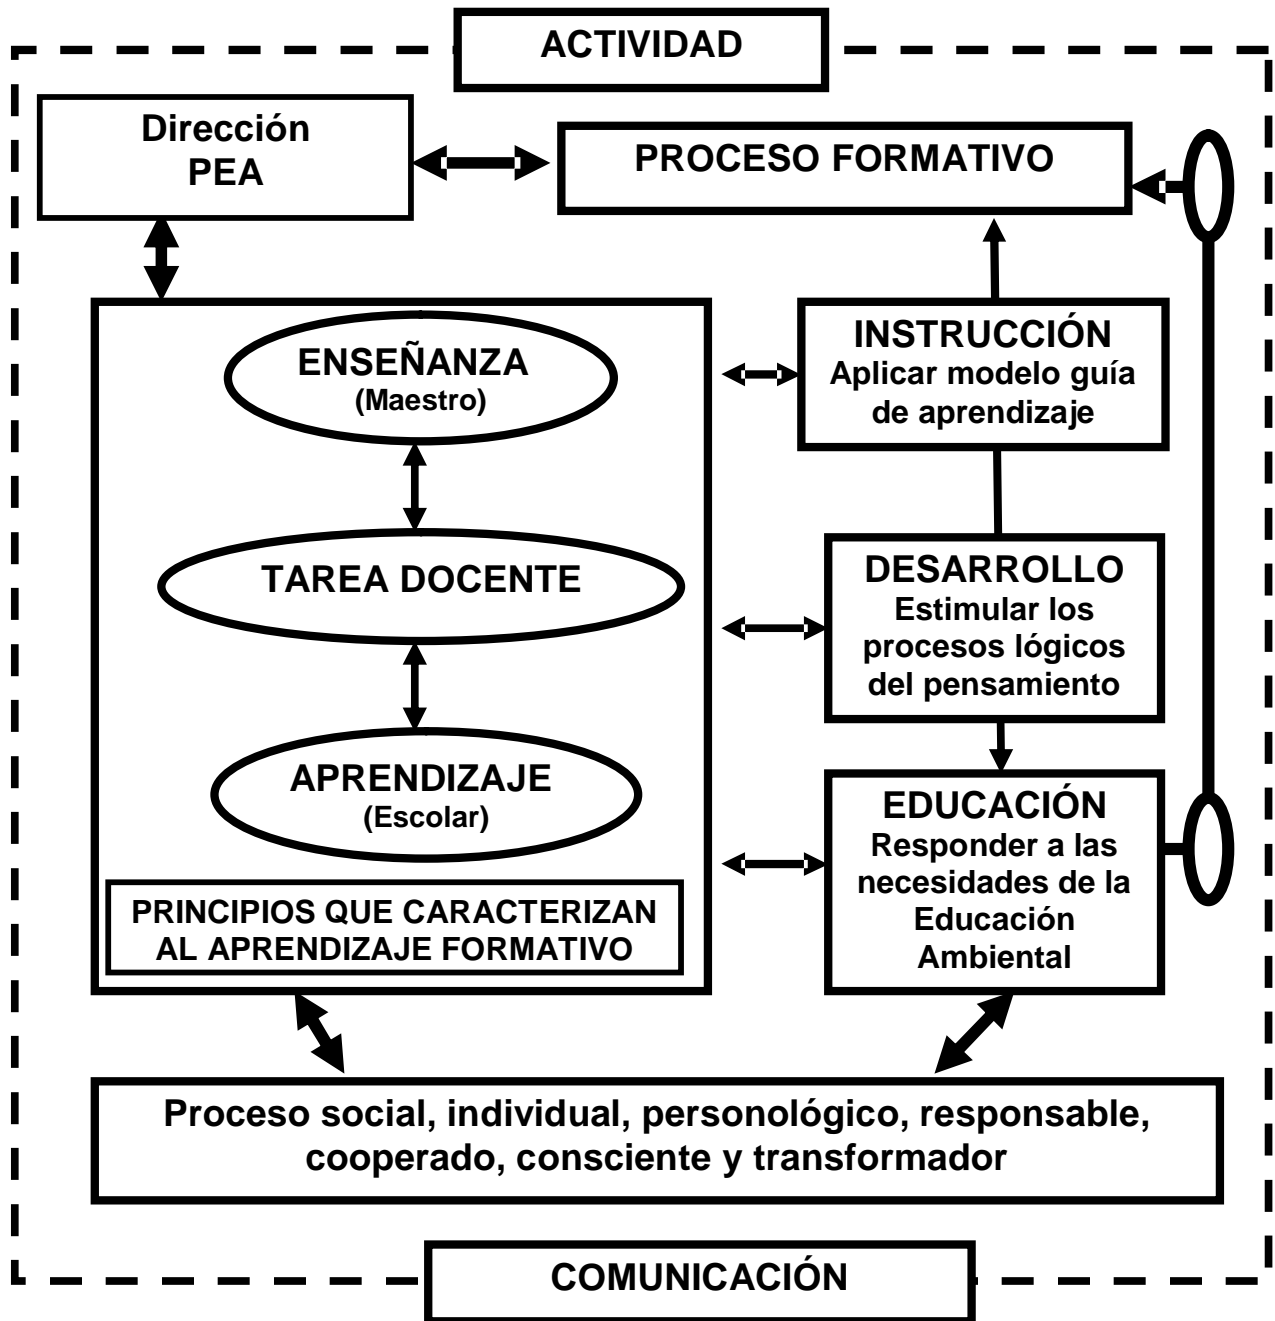 ACTIVIDAD
Dirección
PEA
PROCESO FORMATIVO
ENSEÑANZA
(Maestro)
TAREA DOCENTE
APRENDIZAJE
(Escolar)
PRINCIPIOS QUE CARACTERIZAN
AL APRENDIZAJE FORMATIVO
INSTRUCCIÓN
Aplicar modelo guía
de aprendizaje
DESARROLLO
Estimular los
procesos lógicos
del pensamiento
EDUCACIÓN
Responder a las
necesidades de la
Educación
Ambiental
Proceso social, individual, personológico, responsable,
cooperado, consciente y transformador
COMUNICACIÓN